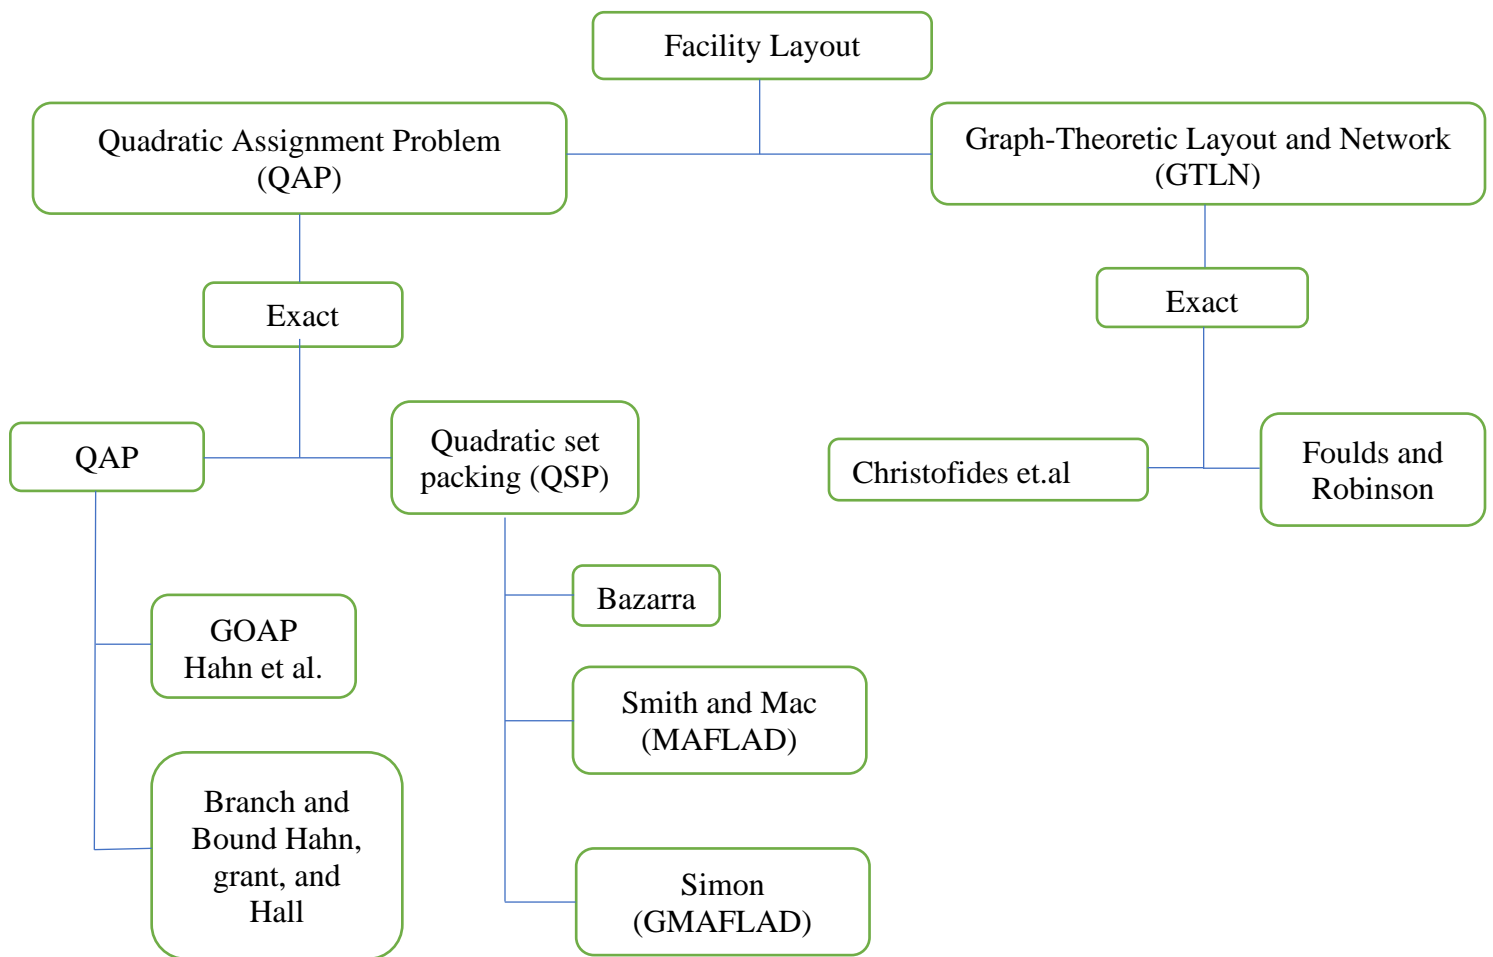 Facility Layout
Quadratic Assignment Problem
(QAP)
Graph-Theoretic Layout and Network
(GTLN)
Exact
Exact
QAP
Quadratic set
packing (QSP)
Christofides et.al
Foulds and
Robinson
Bazarra
GOAP
Hahn et al.
Smith and Mac
(MAFLAD)
Branch and
Bound Hahn,
grant, and
Hall
Simon
(GMAFLAD)